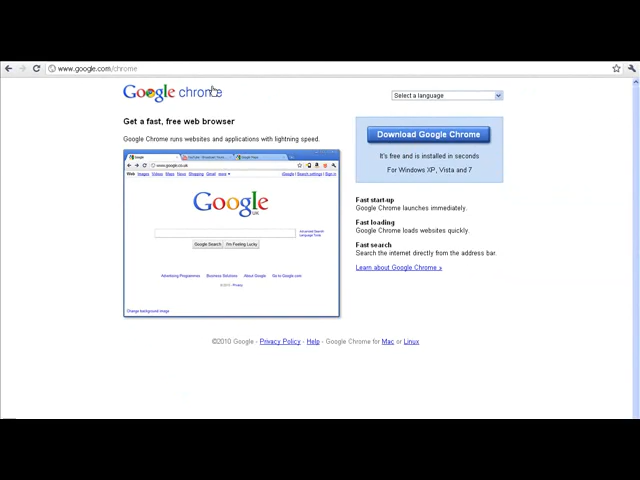 www.google.com/chrome
Google chrome
Select a language
Get a fast, free web browser
Google Chrome runs websites and applications with lightning speed.
Download Google Chrome
It's free and is installed in seconds
For Windows XP, Vista and 7
Fast start-up
Google Chrome launches immediately.
Fast loading
Google Chrome loads websites quickly.
Fast search
Search the internet directly from the address bar.
Learn about Google Chrome »
Google
www.google.co.uk
Web Images Videos Maps News Shopping Gmail more
iGoogle | Search settings | Sign in
Google
UK
Advanced Search
Language Tools
Google Search I'm Feeling Lucky
Advertising Programmes Business Solutions About Google Go to Google.com
© 2010 - Privacy
Change background image
©2010 Google - Privacy Policy - Help - Google Chrome for Mac or Linux